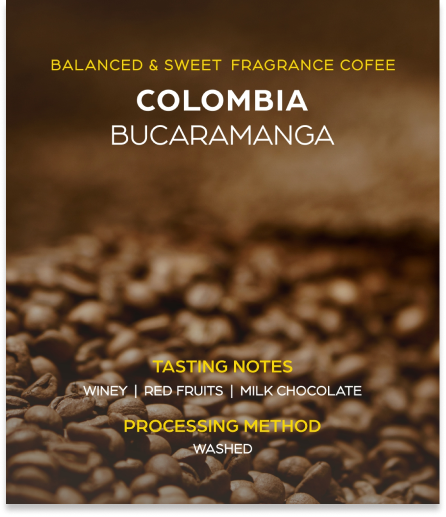 BALANCED & SWEET FRAGRANCE COFEE
COLOMBIA
BUCARAMANGA
TASTING NOTES
WINEY | RED FRUITS | MILK CHOCOLATE
PROCESSING METHOD
WASHED